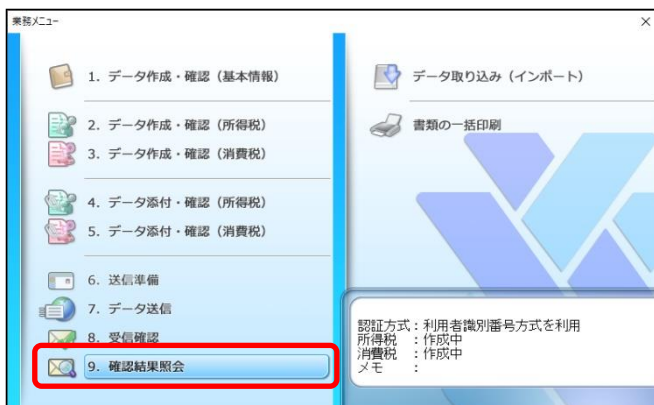 業務メニュー
1. データ作成・確認（基本情報）
2. データ作成・確認（所得税）
3. データ作成・確認（消費税）
4. データ添付・確認（所得税）
5. データ添付・確認（消費税）
6. 送信準備
7. データ送信
8. 受信確認
9. 確認結果照会
データ取り込み（インポート）
書類の一括印刷
認証方式：利用者識別番号方式を利用
所得税　：作成中
消費税　：作成中
メモ　　：